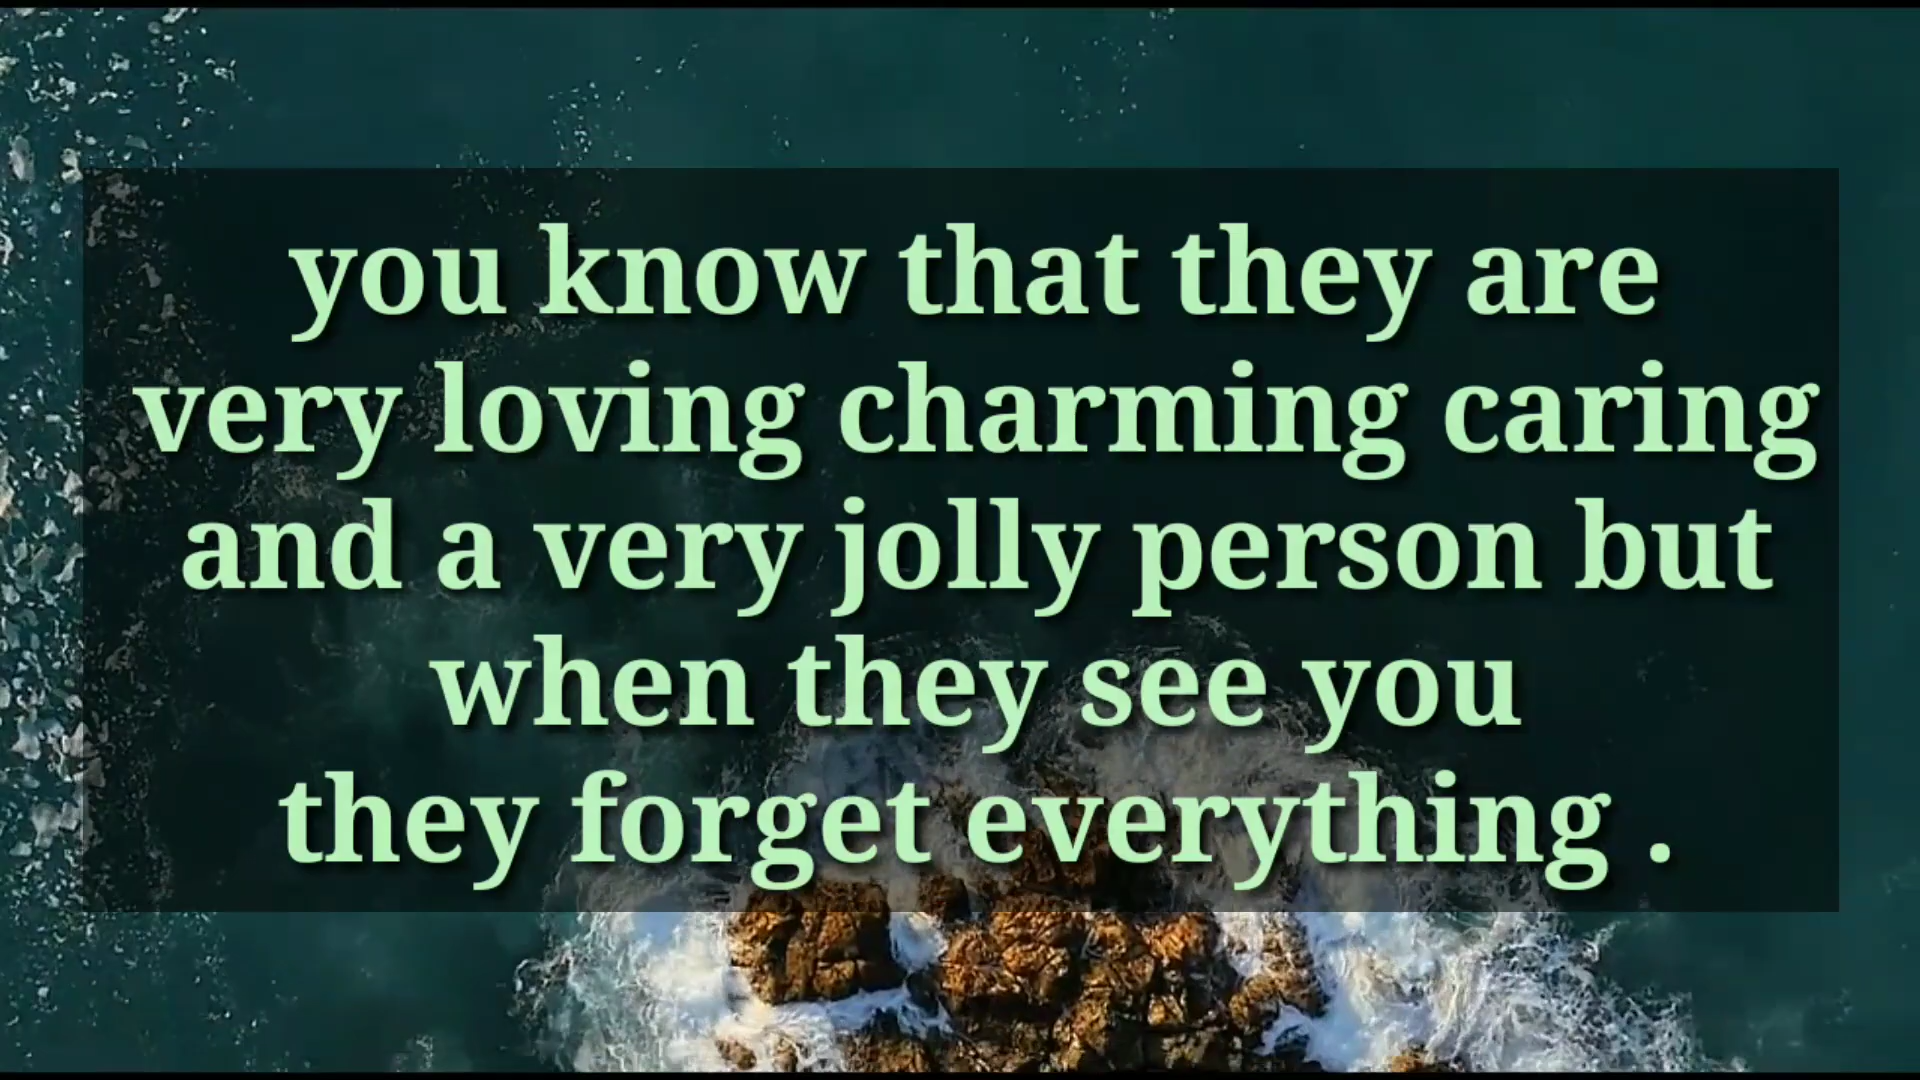 you know that they are
very loving charming caring
and a very jolly person but
when they see you
they forget everything .